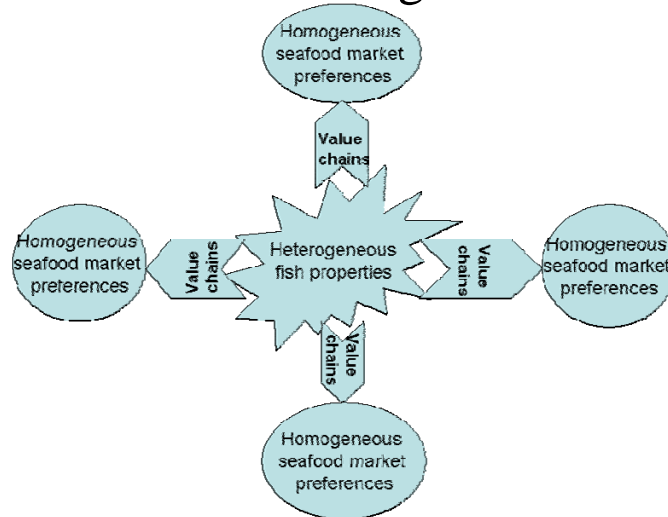 Homogeneous
seafood market
preferences
Value
chains
Homogeneous
seafood market
preferences
Value
chains
Heterogeneous
fish properties
Value
chains
Homogeneous
seafood market
preferences
Value
chains
Homogeneous
seafood market
preferences